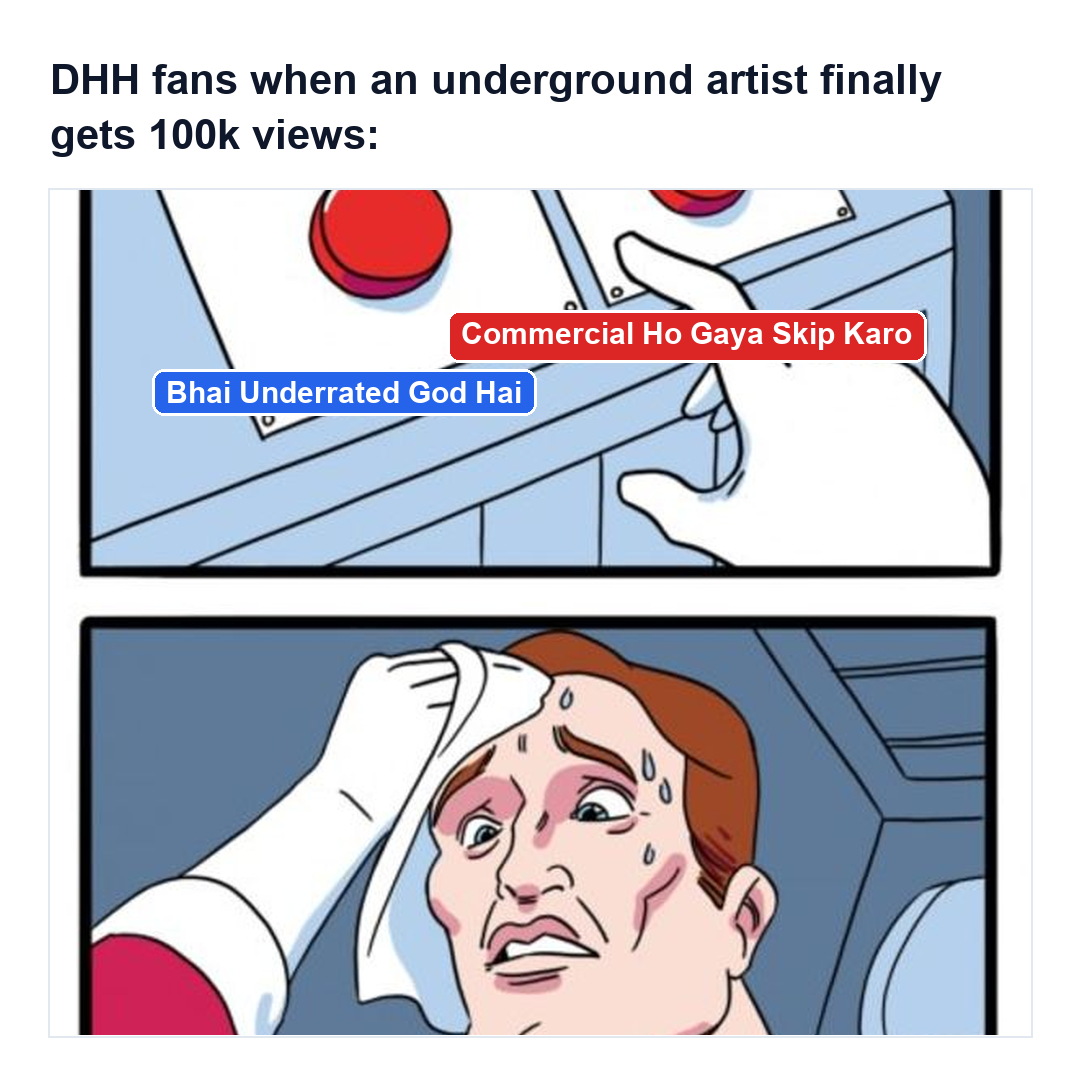 DHH fans when an underground artist finally
gets 100k views:
Commercial Ho Gaya Skip Karo
Bhai Underrated God Hai